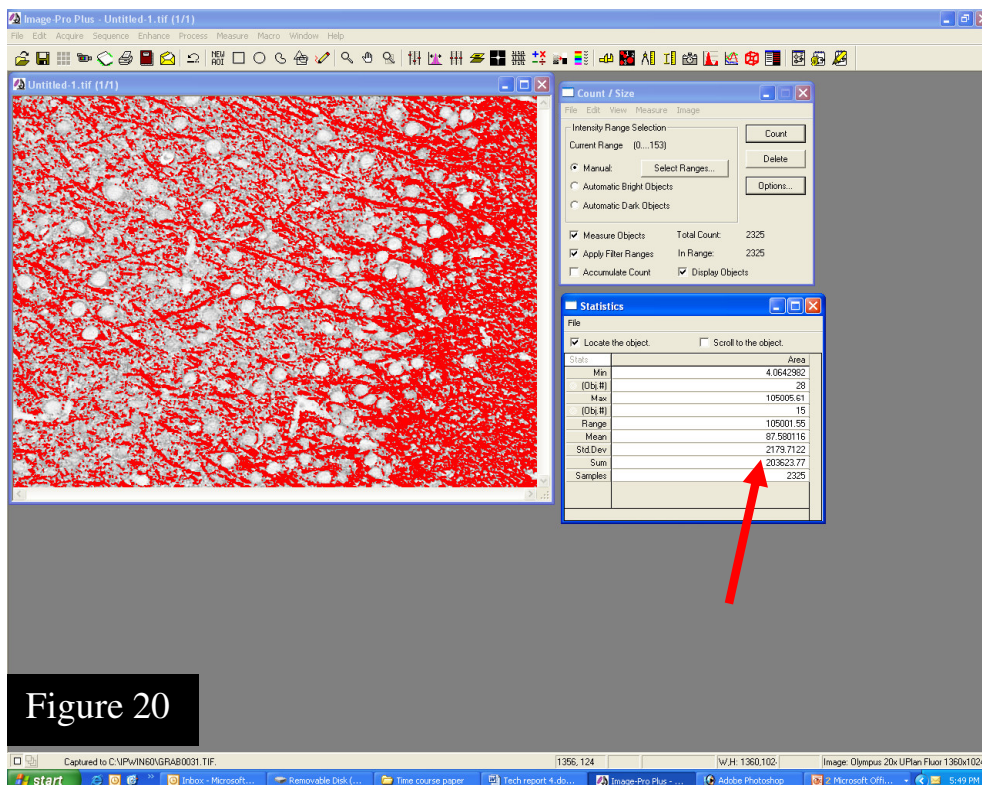 Image-Pro Plus - Untitled-1.tif (1/1)
File Edit Acquire Sequence Enhance Process Measure Macro Window Help
NEW
AOI
Untitled-1.tif (1/1)
Count / Size
File Edit View Measure Image
Intensity Range Selection
Current Range (0....153)
Manual: Select Ranges...
Automatic Bright Objects
Automatic Dark Objects
Count
Delete
Options...
Measure Objects Total Count: 2325
Apply Filter Ranges In Range: 2325
Accumulate Count Display Objects
Statistics
File
Locate the object. Scroll to the object.
Stats Area
Min 4.0642982
(Obj.#) 28
Max 105005.61
(Obj.#) 15
Range 105001.55
Mean 87.580116
Std.Dev 2179.7122
Sum 203623.77
Samples 2325
Figure 20
Captured to C:\IPWIN60\GRAB0031.TIF. 1356, 124 W,H: 1360,102 Image: Olympus 20x UPlan Fluor 1360x1024
start Inbox - Microsoft... Removable Disk (... Time course paper Tech report 4.do... Image-Pro Plus - ... Adobe Photoshop 2 Microsoft Offi... 5:49 PM